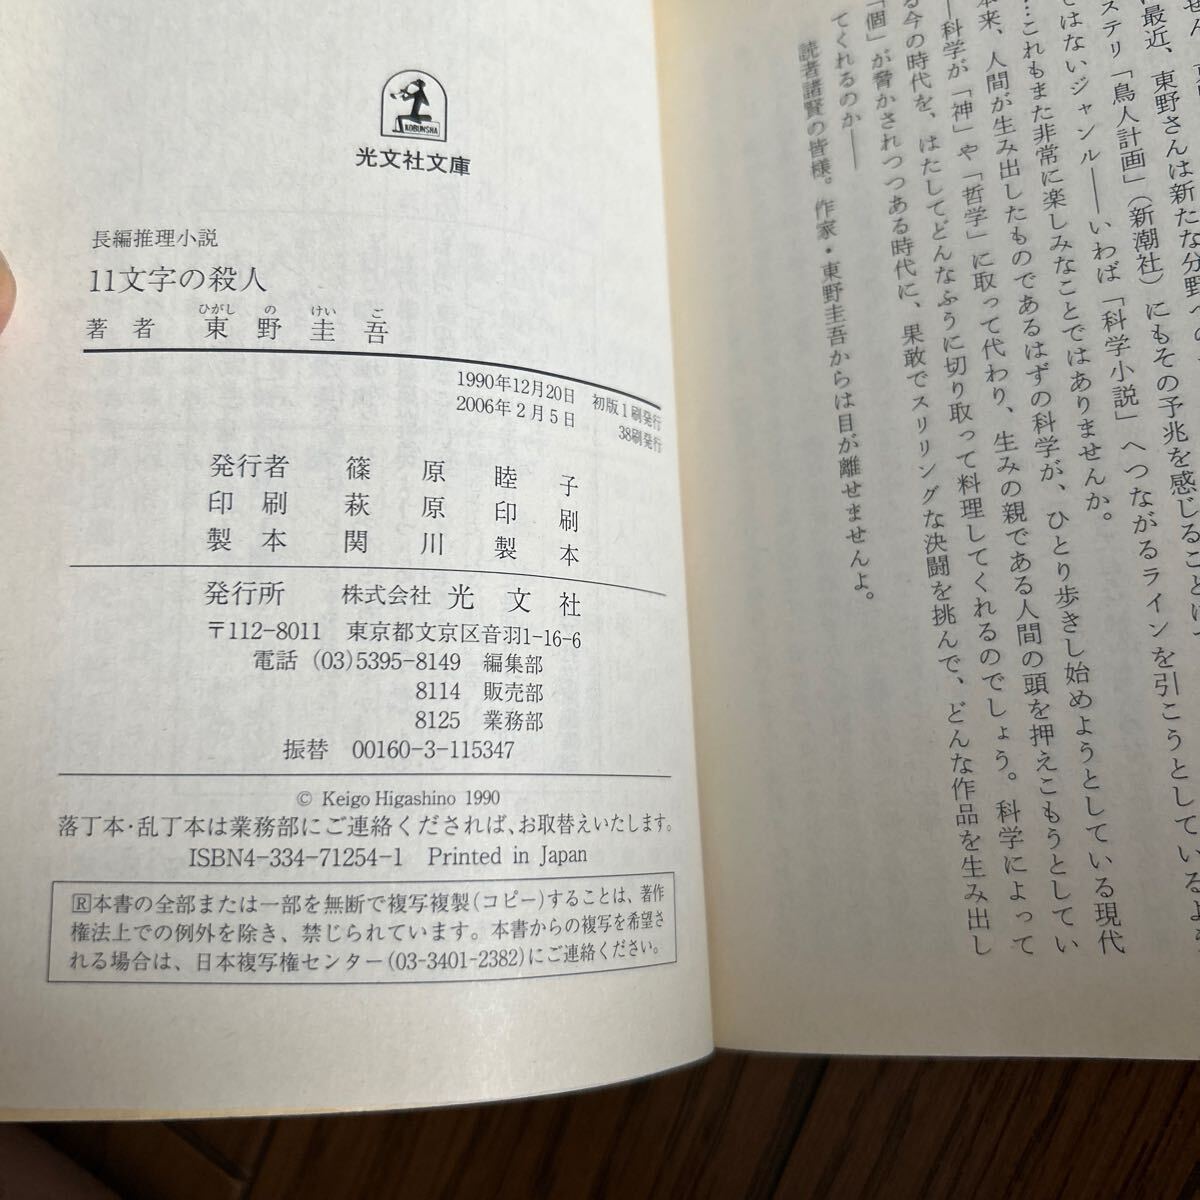 せん
最近、東野さんは新たな分野への
ステリ「鳥人計画」（新潮社）にもその予兆を感じることは
ではないジャンル――いわば「科学小説」へつながるラインを引こうとしているよう
…これもまた非常に楽しみなことではありませんか。
本来、人間が生み出したものであるはずの科学が、ひとり歩きし始めようとしている現代
―科学が「神」や「哲学」に取って代わり、生みの親である人間の頭を押えこもうとしてい
る今の時代を、はたしてどんなふうに切り取って料理してくれるのでしょう。科学によって
「個」が脅かされつつある時代に、果敢でスリリングな決闘を挑んで、どんな作品を生み出し
てくれるのか――
読者諸賢の皆様。作家・東野圭吾からは目が離せませんよ。
KOBUNSHA
光文社文庫
長編推理小説
11文字の殺人
ひがし の けい ご
著者 東野圭吾
1990年12月20日 初版1刷発行
2006年2月5日 38刷発行
発行者 篠原睦子
印刷 萩原印刷
製本 関川製本
発行所 株式会社 光文社
〒112-8011 東京都文京区音羽1-16-6
電話 (03)5395-8149 編集部
8114 販売部
8125 業務部
振替 00160-3-115347
© Keigo Higashino 1990
落丁本・乱丁本は業務部にご連絡くだされば、お取替えいたします。
ISBN4-334-71254-1 Printed in Japan
Ⓡ本書の全部または一部を無断で複写複製(コピー)することは、著作
権法上での例外を除き、禁じられています。本書からの複写を希望さ
れる場合は、日本複写権センター(03-3401-2382)にご連絡ください。